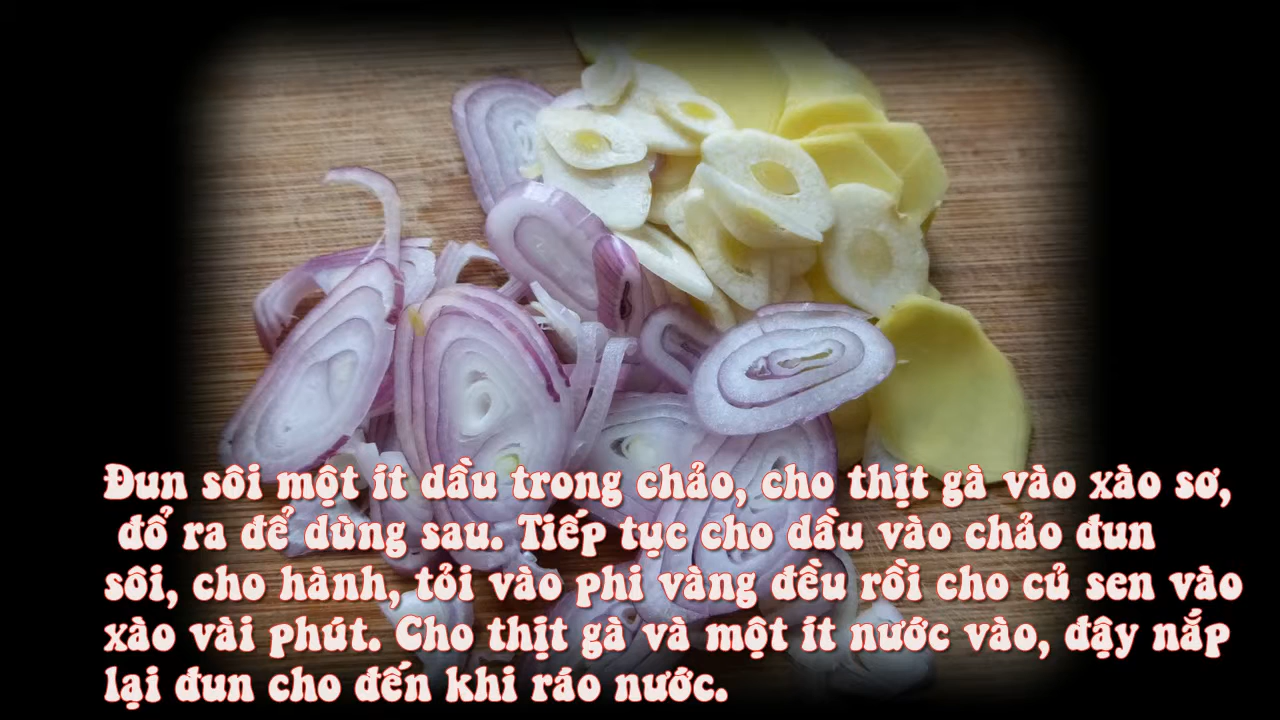 Đun sôi một ít dầu trong chảo, cho thịt gà vào xào sơ,
đổ ra để dùng sau. Tiếp tục cho dầu vào chảo đun
sôi, cho hành, tỏi vào phi vàng đều rồi cho củ sen vào
xào vài phút. Cho thịt gà và một ít nước vào, đậy nắp
lại đun cho đến khi ráo nước.